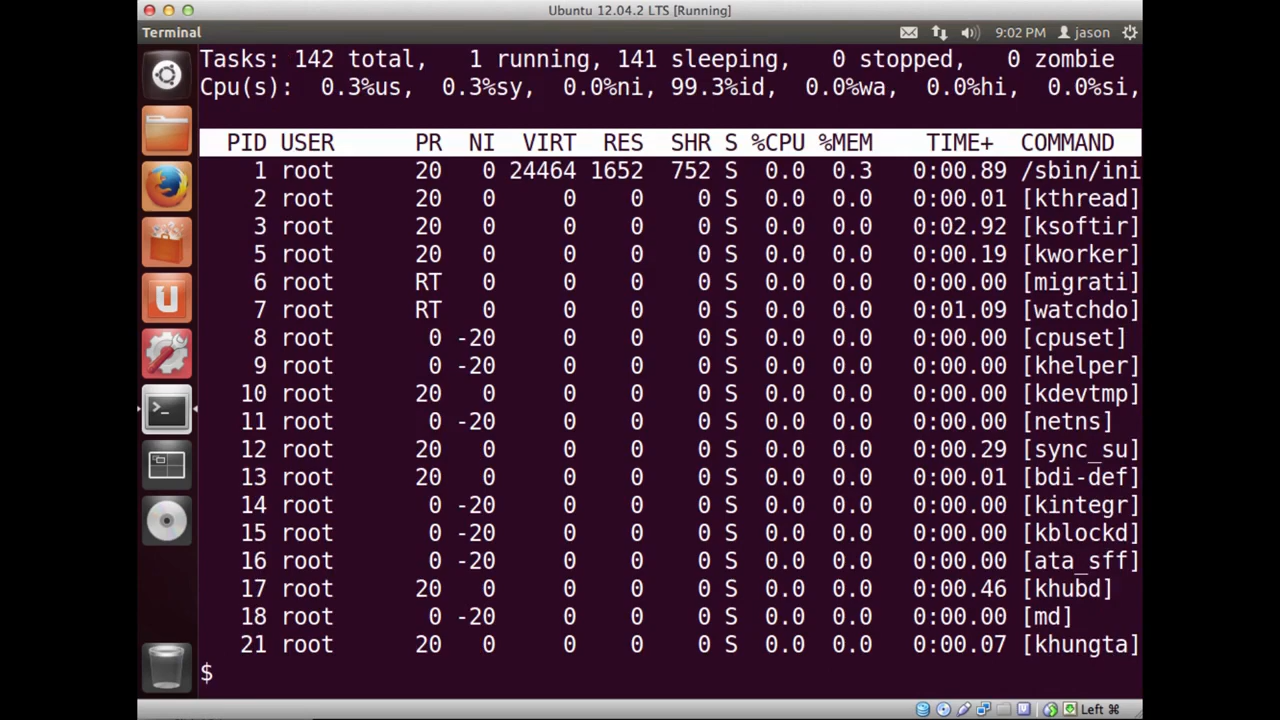 Ubuntu 12.04.2 LTS [Running]
Terminal 9:02 PM jason
Tasks: 142 total, 1 running, 141 sleeping, 0 stopped, 0 zombie
Cpu(s): 0.3%us, 0.3%sy, 0.0%ni, 99.3%id, 0.0%wa, 0.0%hi, 0.0%si,
PID USER PR NI VIRT RES SHR S %CPU %MEM TIME+ COMMAND
1 root 20 0 24464 1652 752 S 0.0 0.3 0:00.89 /sbin/ini
2 root 20 0 0 0 0 S 0.0 0.0 0:00.01 [kthread]
3 root 20 0 0 0 0 S 0.0 0.0 0:02.92 [ksoftir]
5 root 20 0 0 0 0 S 0.0 0.0 0:00.19 [kworker]
6 root RT 0 0 0 0 S 0.0 0.0 0:00.00 [migrati]
7 root RT 0 0 0 0 S 0.0 0.0 0:01.09 [watchdo]
8 root 0 -20 0 0 0 S 0.0 0.0 0:00.00 [cpuset]
9 root 0 -20 0 0 0 S 0.0 0.0 0:00.00 [khelper]
10 root 20 0 0 0 0 S 0.0 0.0 0:00.00 [kdevtmp]
11 root 0 -20 0 0 0 S 0.0 0.0 0:00.00 [netns]
12 root 20 0 0 0 0 S 0.0 0.0 0:00.29 [sync_su]
13 root 20 0 0 0 0 S 0.0 0.0 0:00.01 [bdi-def]
14 root 0 -20 0 0 0 S 0.0 0.0 0:00.00 [kintegr]
15 root 0 -20 0 0 0 S 0.0 0.0 0:00.00 [kblockd]
16 root 0 -20 0 0 0 S 0.0 0.0 0:00.00 [ata_sff]
17 root 20 0 0 0 0 S 0.0 0.0 0:00.46 [khubd]
18 root 0 -20 0 0 0 S 0.0 0.0 0:00.00 [md]
21 root 20 0 0 0 0 S 0.0 0.0 0:00.07 [khungta]
$
Left ⌘